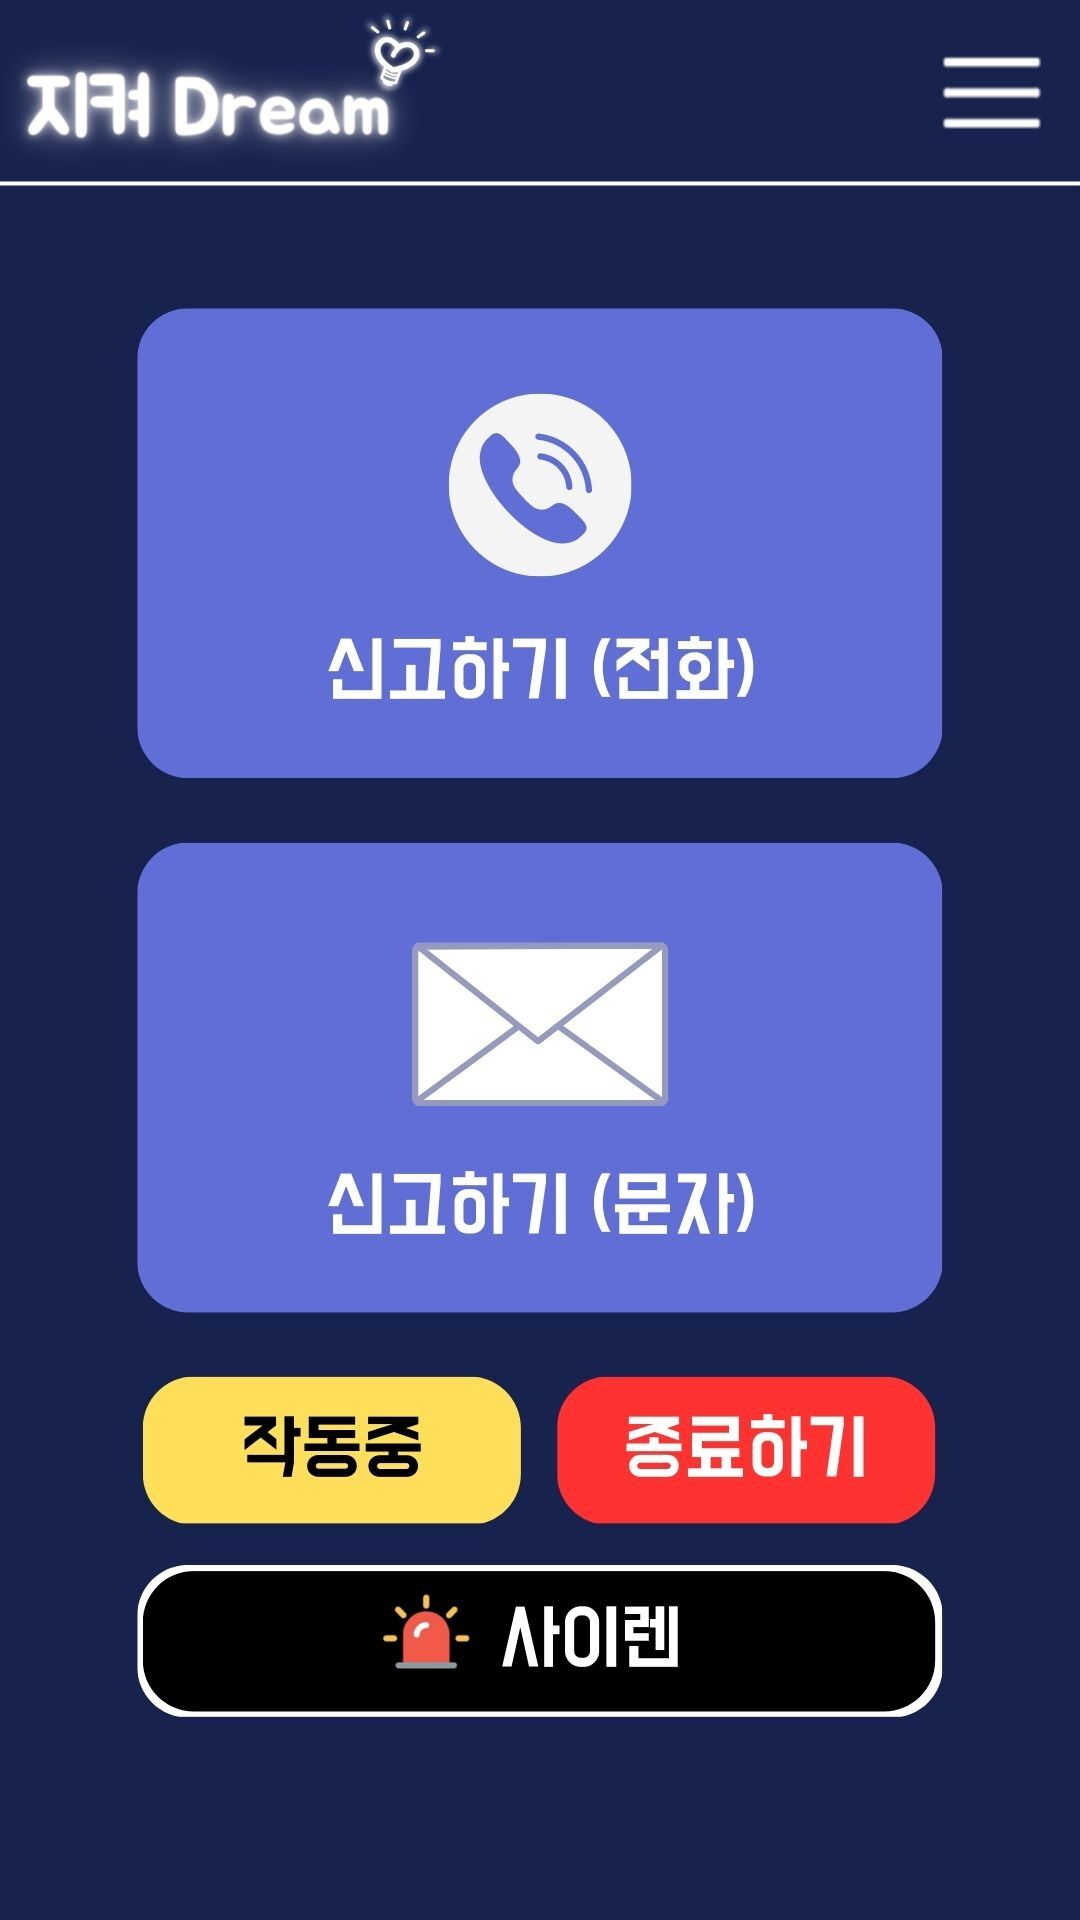 지켜 Dream
신고하기 (전화)
신고하기 (문자)
작동중
종료하기
사이렌